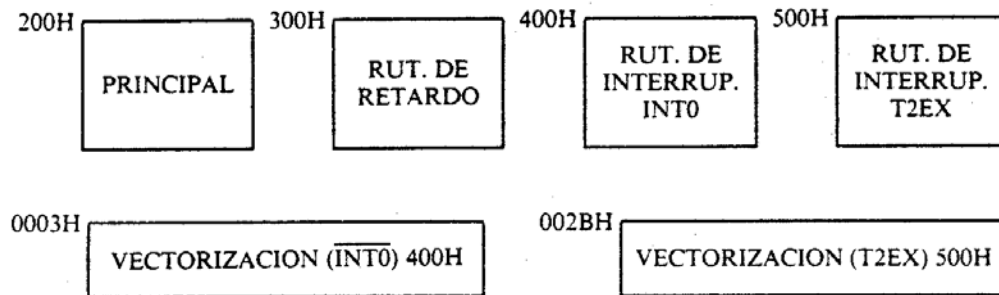 200H
PRINCIPAL
300H
RUT. DE
RETARDO
400H
RUT. DE
INTERRUP.
INT0
500H
RUT. DE
INTERRUP.
T2EX
0003H
VECTORIZACION (INT0) 400H
002BH
VECTORIZACION (T2EX) 500H